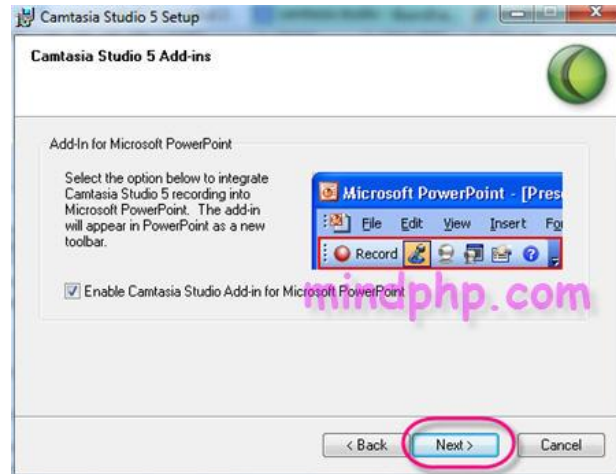 Camtasia Studio 5 Setup
Camtasia Studio 5 Add-ins
Add-In for Microsoft PowerPoint
Select the option below to integrate
Camtasia Studio 5 recording into
Microsoft PowerPoint. The add-in
will appear in PowerPoint as a new
toolbar.
Microsoft PowerPoint - [Pres
File Edit View Insert Fo
Record
Enable Camtasia Studio Add-in for Microsoft PowerPoint
mindphp.com
< Back Next > Cancel